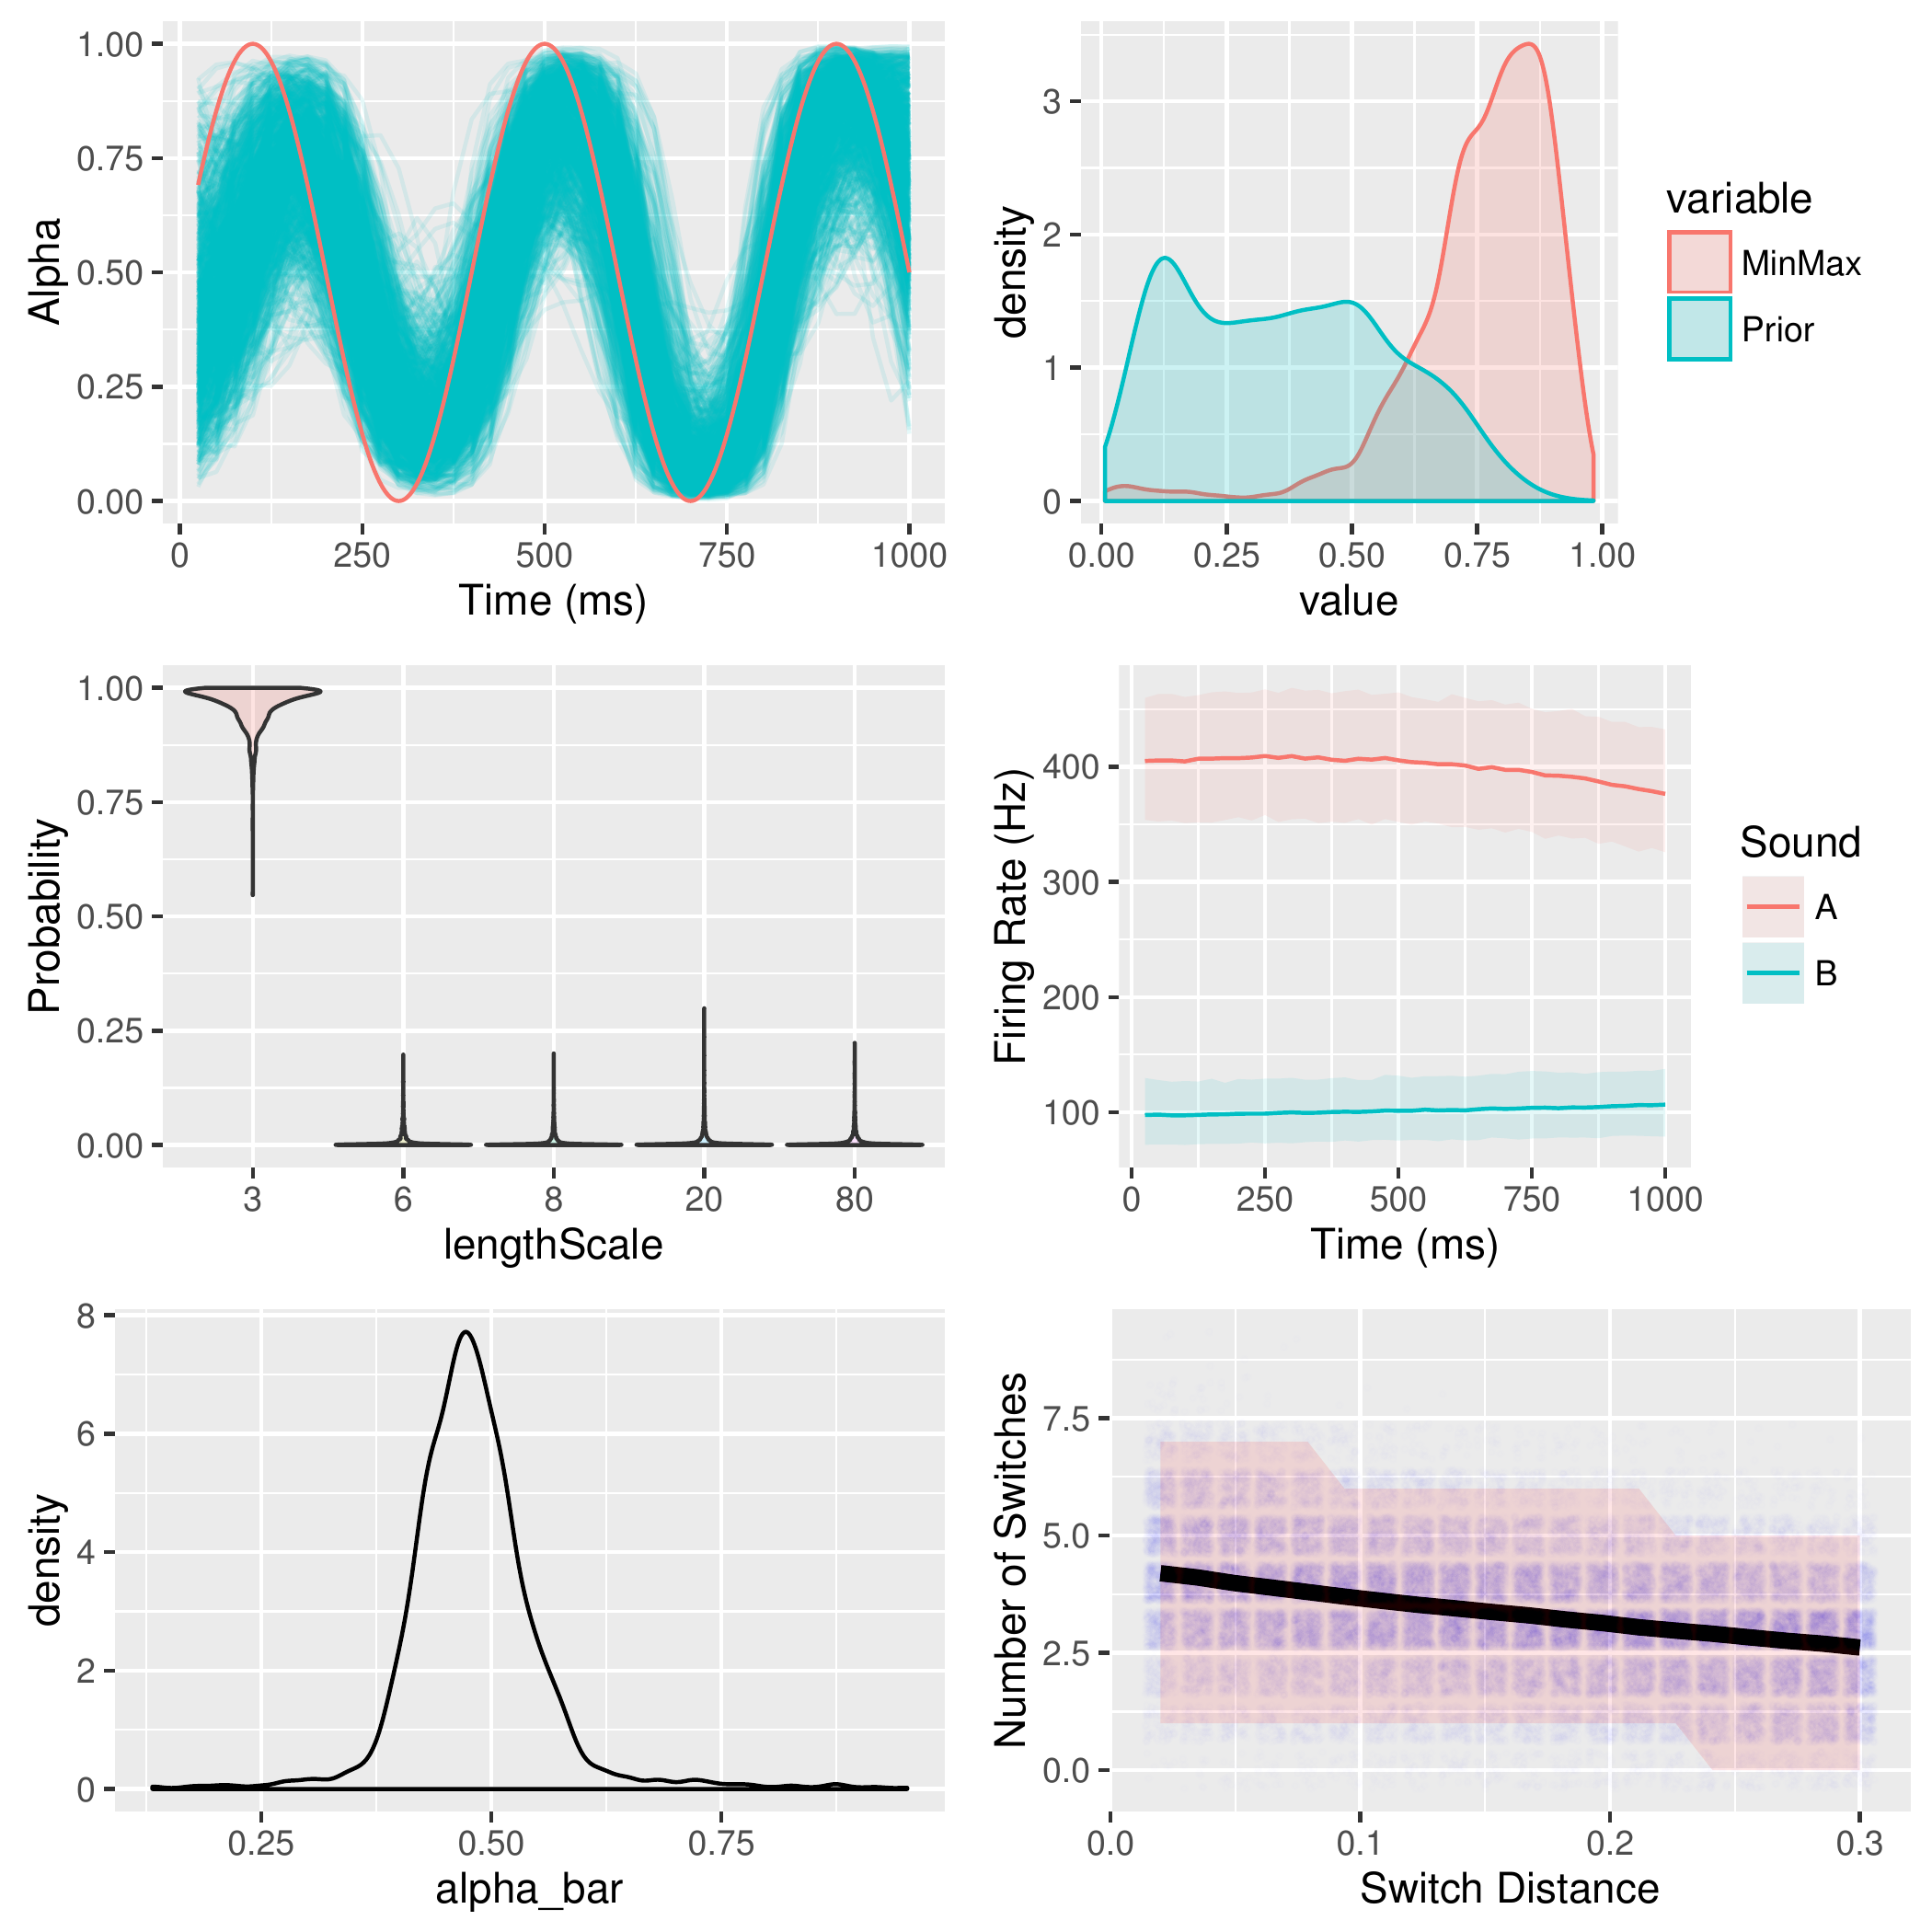 1.00
0.75
0.50
0.25
0.00
Alpha
0 250 500 750 1000
Time (ms)
3
2
1
0
density
0.00 0.25 0.50 0.75 1.00
value
variable
MinMax
Prior
1.00
0.75
0.50
0.25
0.00
Probability
3 6 8 20 80
lengthScale
400
300
200
100
Firing Rate (Hz)
0 250 500 750 1000
Time (ms)
Sound
A
B
8
6
4
2
0
density
0.25 0.50 0.75
alpha_bar
7.5
5.0
2.5
0.0
Number of Switches
0.0 0.1 0.2 0.3
Switch Distance